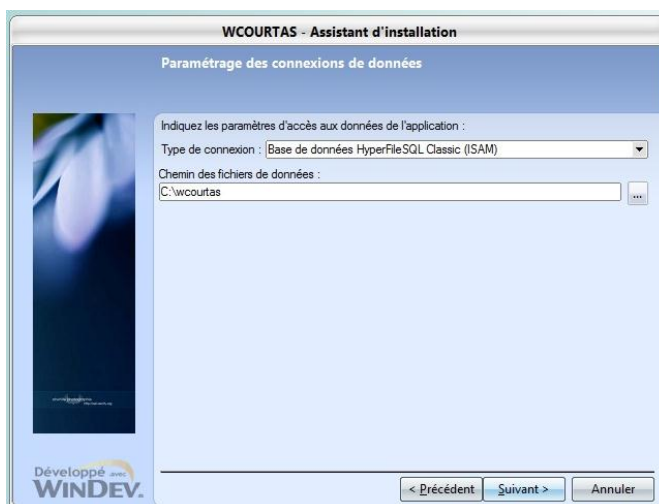 WCOURTAS - Assistant d'installation
Paramétrage des connexions de données
Indiquez les paramètres d'accès aux données de l'application :
Type de connexion : Base de données HyperFileSQL Classic (ISAM)
Chemin des fichiers de données :
C:\wcourtas
...
Développé avec
WINDEV.
< Précédent Suivant > Annuler